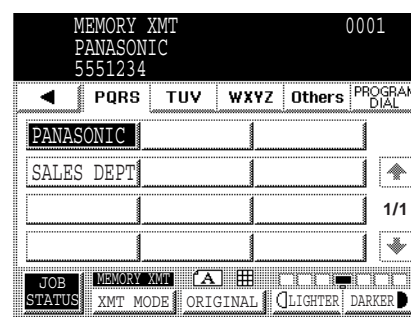 MEMORY XMT 0001
PANASONIC
5551234
PQRS TUV WXYZ Others PROGRAM DIAL
PANASONIC
SALES DEPT
1/1
JOB STATUS
MEMORY XMT A
XMT MODE ORIGINAL LIGHTER DARKER